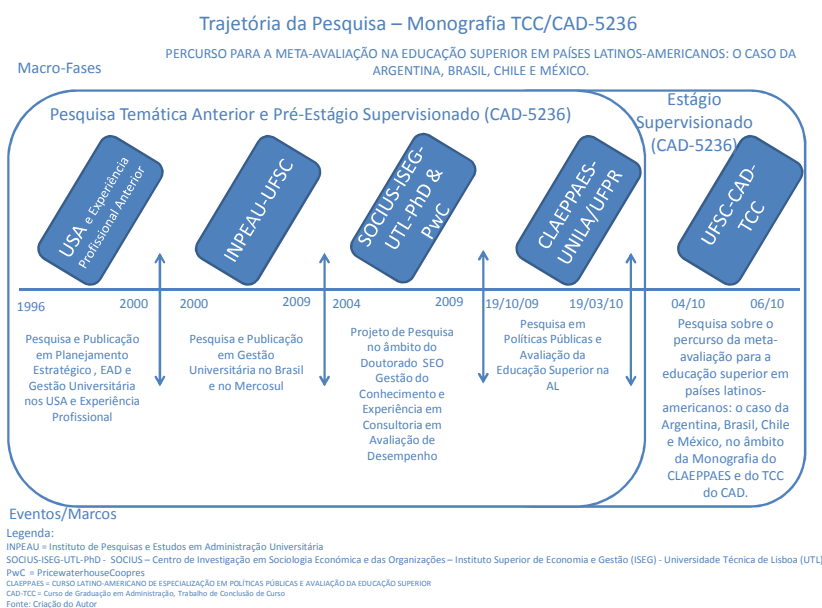 Trajetória da Pesquisa – Monografia TCC/CAD-5236
PERCURSO PARA A META-AVALIAÇÃO NA EDUCAÇÃO SUPERIOR EM PAÍSES LATINOS-AMERICANOS: O CASO DA
ARGENTINA, BRASIL, CHILE E MÉXICO.
Macro-Fases
Pesquisa Temática Anterior e Pré-Estágio Supervisionado (CAD-5236)
Estágio
Supervisionado
(CAD-5236)
USA e Experiência
Profissional Anterior
INPEAU-UFSC
SOCIUS-ISEG-
UTL-PhD &
PwC
CLAEPPAES-
UNILA/UFPR
UFSC-CAD-
TCC
1996
2000
2000
2009
2004
2009
19/10/09
19/03/10
04/10
06/10
Pesquisa e Publicação
em Planejamento
Estratégico , EAD e
Gestão Universitária
nos USA e Experiência
Profissional
Pesquisa e Publicação
em Gestão
Universitária no Brasil
e no Mercosul
Projeto de Pesquisa
no âmbito do
Doutorado SEO
Gestão do
Conhecimento e
Experiência em
Consultoria em
Avaliação de
Desempenho
Pesquisa em
Políticas Públicas e
Avaliação da
Educação Superior na
AL
Pesquisa sobre o
percurso da meta-
avaliação para a
educação superior em
países latinos-
americanos: o caso da
Argentina, Brasil, Chile
e México, no âmbito
da Monografia do
CLAEPPAES e do TCC
do CAD.
Eventos/Marcos
Legenda:
INPEAU = Instituto de Pesquisas e Estudos em Administração Universitária
SOCIUS-ISEG-UTL-PhD - SOCIUS – Centro de Investigação em Sociologia Económica e das Organizações – Instituto Superior de Economia e Gestão (ISEG) - Universidade Técnica de Lisboa (UTL)
PwC = PricewaterhouseCoopres
CLAEPPAES = CURSO LATINO-AMERICANO DE ESPECIALIZAÇÃO EM POLÍTICAS PÚBLICAS E AVALIAÇÃO DA EDUCAÇÃO SUPERIOR
CAD-TCC = Curso de Graduação em Administração, Trabalho de Conclusão de Curso
Fonte: Criação do Autor